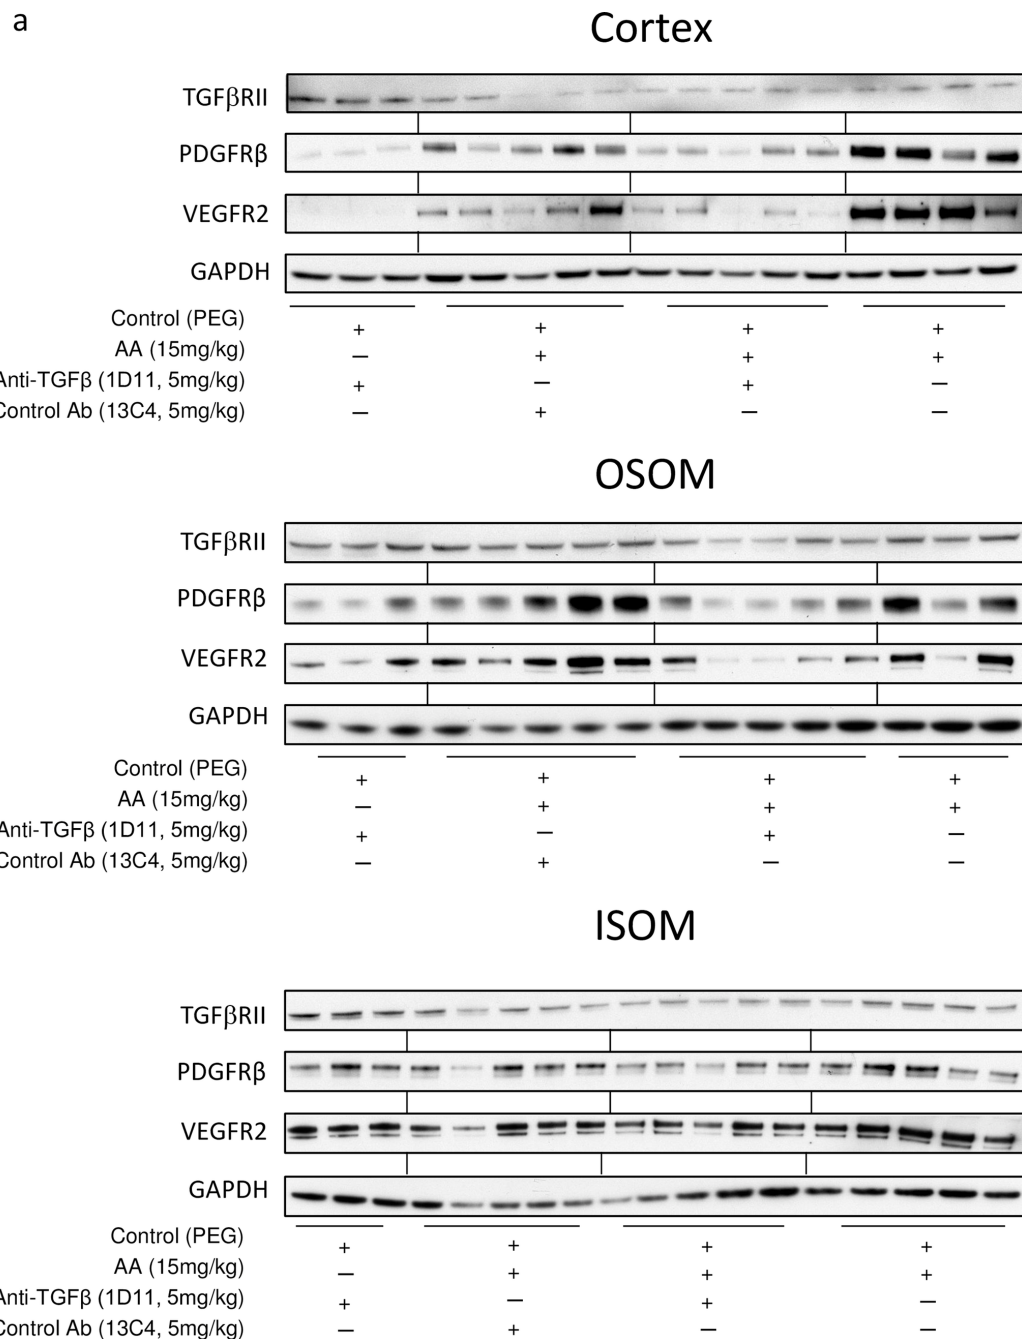 a
Cortex
TGFβRII
PDGFRβ
VEGFR2
GAPDH
Control (PEG) + + + +
AA (15mg/kg) — + + +
Anti-TGFβ (1D11, 5mg/kg) + — + —
Control Ab (13C4, 5mg/kg) — + — —
OSOM
TGFβRII
PDGFRβ
VEGFR2
GAPDH
Control (PEG) + + + +
AA (15mg/kg) — + + +
Anti-TGFβ (1D11, 5mg/kg) + — + —
Control Ab (13C4, 5mg/kg) — + — —
ISOM
TGFβRII
PDGFRβ
VEGFR2
GAPDH
Control (PEG) + + + +
AA (15mg/kg) — + + +
Anti-TGFβ (1D11, 5mg/kg) + — + —
Control Ab (13C4, 5mg/kg) — + — —